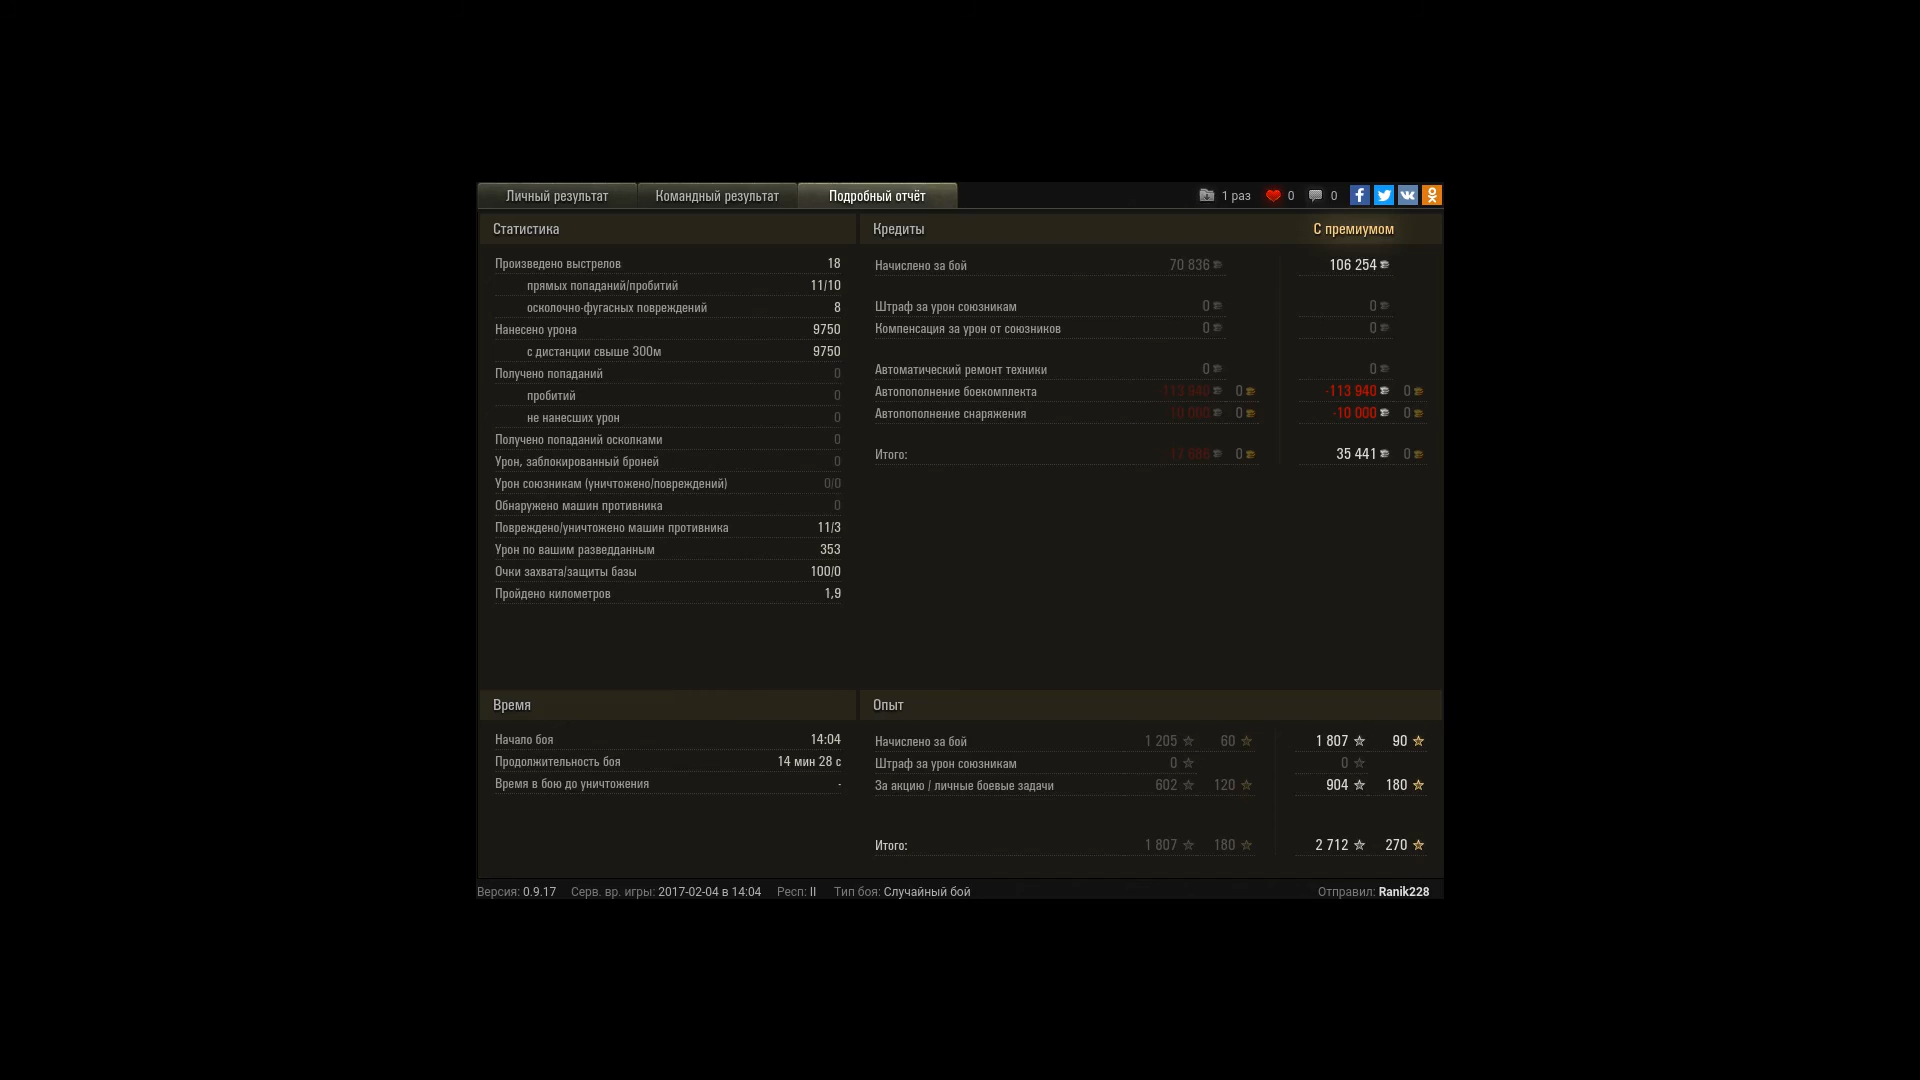 Личный результат Командный результат Подробный отчёт 1 раз 0 0
Статистика
Произведено выстрелов 18
прямых попаданий/пробитий 11/10
осколочно-фугасных повреждений 8
Нанесено урона 9750
с дистанции свыше 300м 9750
Получено попаданий 0
пробитий 0
не нанесших урон 0
Получено попаданий осколками 0
Урон, заблокированный броней 0
Урон союзникам (уничтожено/повреждений) 0/0
Обнаружено машин противника 0
Повреждено/уничтожено машин противника 11/3
Урон по вашим разведданным 353
Очки захвата/защиты базы 100/0
Пройдено километров 1,9
Кредиты С премиумом
Начислено за бой 70 836 106 254
Штраф за урон союзникам 0 0
Компенсация за урон от союзников 0 0
Автоматический ремонт техники 0 0
Автопополнение боекомплекта -113 940 0 -113 940 0
Автопополнение снаряжения -10 000 0 -10 000 0
Итого: 0 35 441 0
Время
Начало боя 14:04
Продолжительность боя 14 мин 28 с
Время в бою до уничтожения -
Опыт
Начислено за бой 1 205 60 1 807 90
Штраф за урон союзникам 0 0
За акцию / личные боевые задачи 602 120 904 180
Итого: 1 807 180 2 712 270
Версия: 0.9.17 Серв. вр. игры: 2017-02-04 в 14:04 Респ: II Тип боя: Случайный бой Отправил: Ranik228